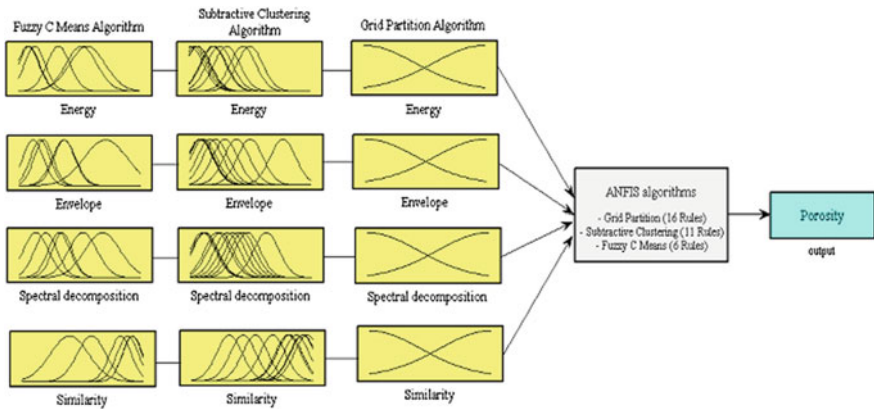 Fuzzy C Means Algorithm
Subtractive Clustering
Algorithm
Grid Partition Algorithm
Energy
Energy
Energy
Envelope
Envelope
Envelope
Spectral decomposition
Spectral decomposition
Spectral decomposition
Similarity
Similarity
Similarity
ANFIS algorithms
- Grid Partition (16 Rules)
- Subtractive Clustering (11 Rules)
- Fuzzy C Means (6 Rules)
Porosity
output